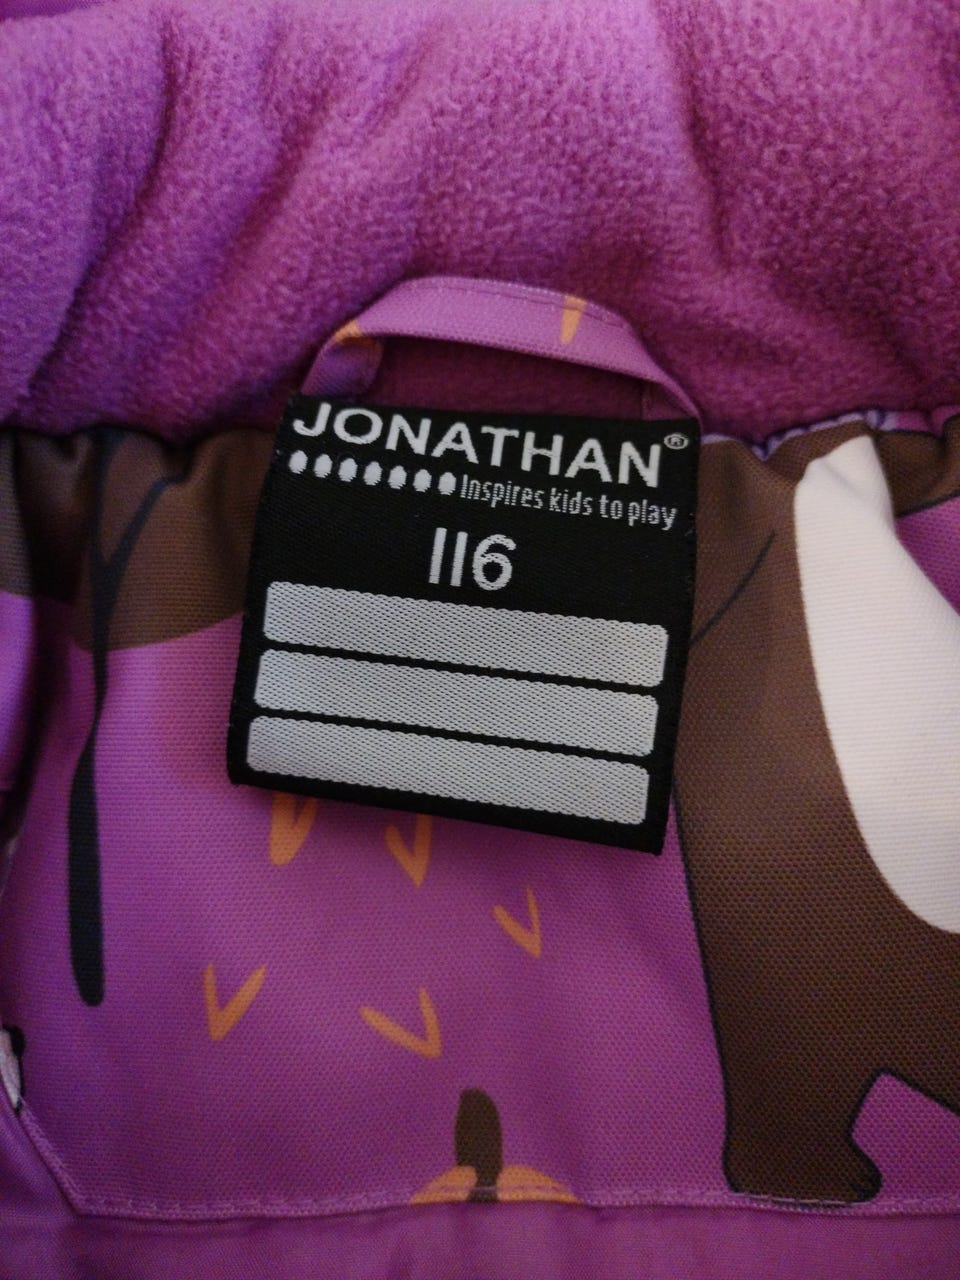 JONATHAN®
Inspires kids to play
116